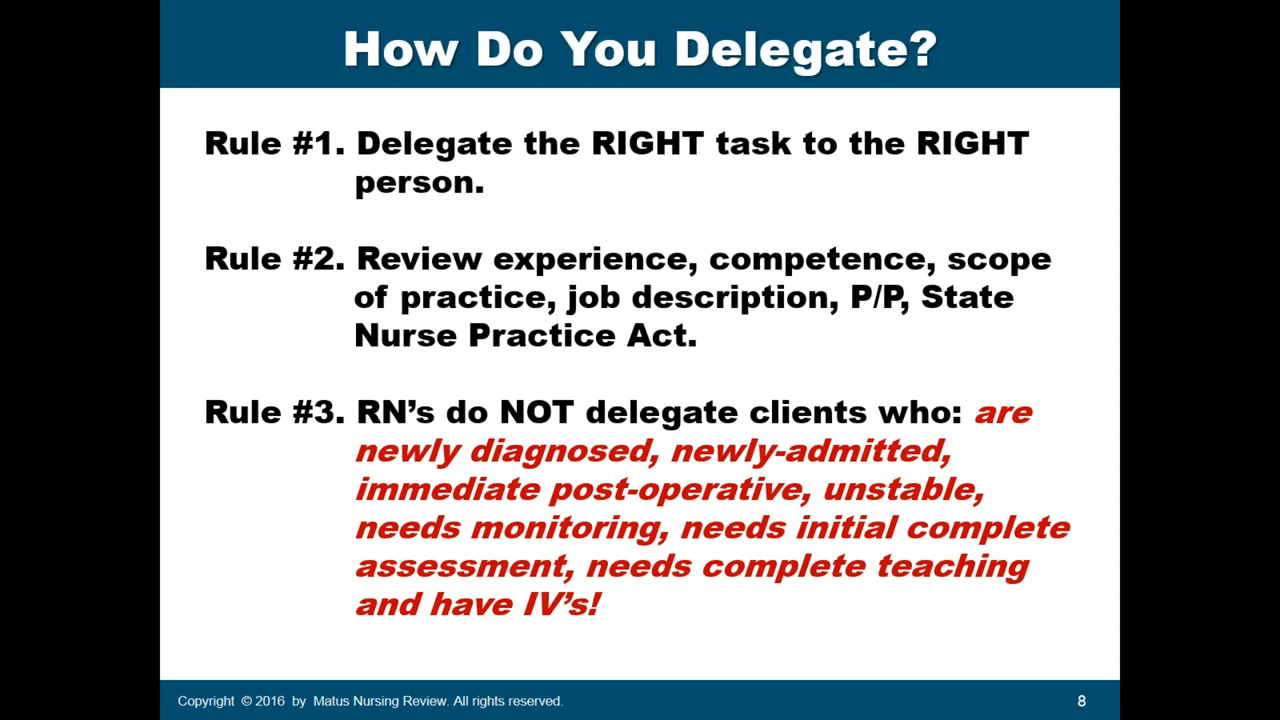 How Do You Delegate?
Rule #1. Delegate the RIGHT task to the RIGHT
person.
Rule #2. Review experience, competence, scope
of practice, job description, P/P, State
Nurse Practice Act.
Rule #3. RN’s do NOT delegate clients who: are
newly diagnosed, newly-admitted,
immediate post-operative, unstable,
needs monitoring, needs initial complete
assessment, needs complete teaching
and have IV’s!
Copyright © 2016 by Matus Nursing Review. All rights reserved.
8